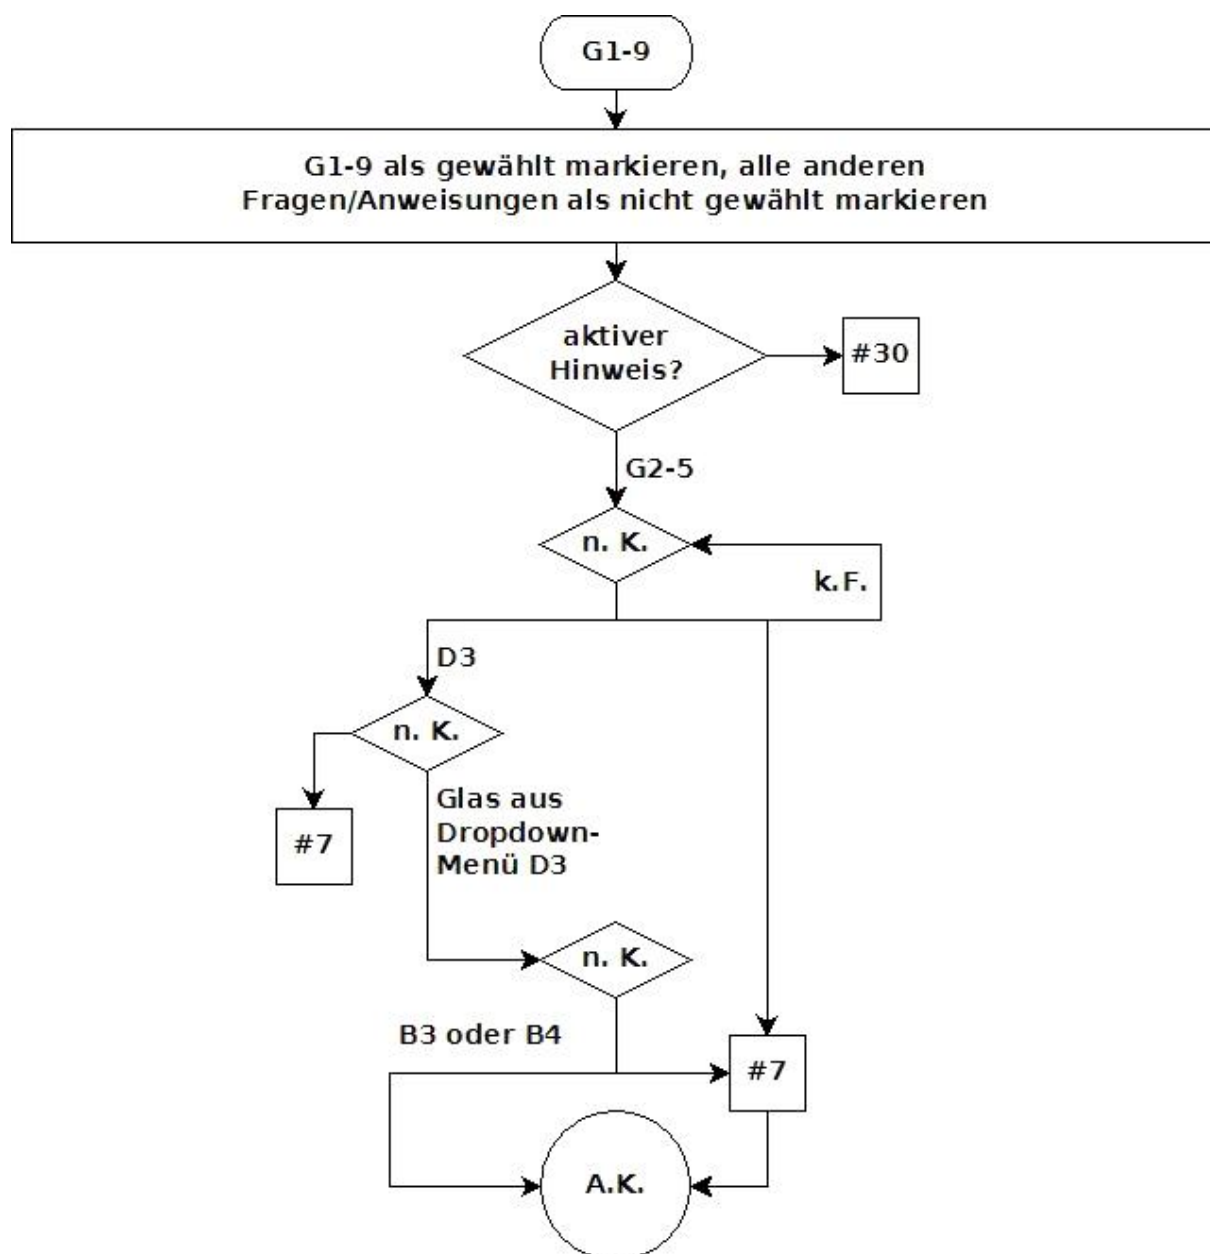 G1-9
G1-9 als gewählt markieren, alle anderen
Fragen/Anweisungen als nicht gewählt markieren
aktiver
Hinweis?
#30
G2-5
n. K.
k.F.
D3
n. K.
Glas aus
Dropdown-
Menü D3
#7
n. K.
B3 oder B4
#7
A.K.